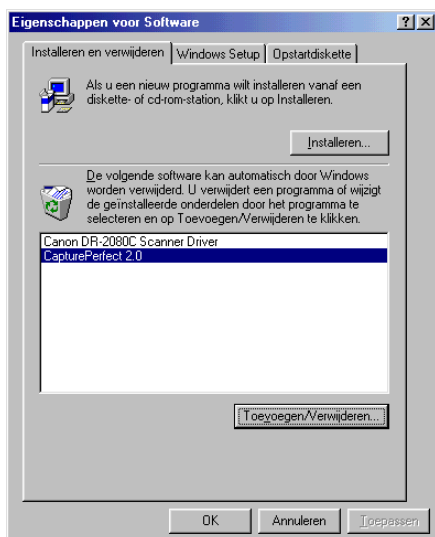 Eigenschappen voor Software
Installeren en verwijderen Windows Setup Opstartdiskette
Als u een nieuw programma wilt installeren vanaf een
diskette- of cd-rom-station, klikt u op Installeren.
Installeren...
De volgende software kan automatisch door Windows
worden verwijderd. U verwijdert een programma of wijzigt
de geïnstalleerde onderdelen door het programma te
selecteren en op Toevoegen/Verwijderen te klikken.
Canon DR-2080C Scanner Driver
CapturePerfect 2.0
Toevoegen/Verwijderen...
OK Annuleren Toepassen